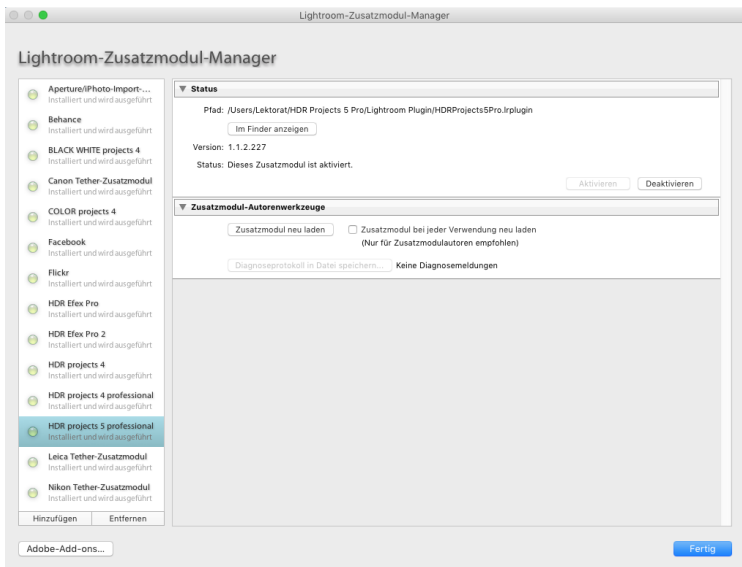 Lightroom-Zusatzmodul-Manager
Lightroom-Zusatzmodul-Manager
Aperture/iPhoto-Import-...
Installiert und wird ausgeführt
Behance
Installiert und wird ausgeführt
BLACK WHITE projects 4
Installiert und wird ausgeführt
Canon Tether-Zusatzmodul
Installiert und wird ausgeführt
COLOR projects 4
Installiert und wird ausgeführt
Facebook
Installiert und wird ausgeführt
Flickr
Installiert und wird ausgeführt
HDR Efex Pro
Installiert und wird ausgeführt
HDR Efex Pro 2
Installiert und wird ausgeführt
HDR projects 4
Installiert und wird ausgeführt
HDR projects 4 professional
Installiert und wird ausgeführt
HDR projects 5 professional
Installiert und wird ausgeführt
Leica Tether-Zusatzmodul
Installiert und wird ausgeführt
Nikon Tether-Zusatzmodul
Installiert und wird ausgeführt
Hinzufügen Entfernen
Adobe-Add-ons...
Status
Pfad: /Users/Lektorat/HDR Projects 5 Pro/Lightroom Plugin/HDRProjects5Pro.lrplugin
Im Finder anzeigen
Version: 1.1.2.227
Status: Dieses Zusatzmodul ist aktiviert.
Aktivieren Deaktivieren
Zusatzmodul-Autorenwerkzeuge
Zusatzmodul neu laden Zusatzmodul bei jeder Verwendung neu laden
(Nur für Zusatzmodulautoren empfohlen)
Diagnoseprotokoll in Datei speichern... Keine Diagnosemeldungen
Fertig